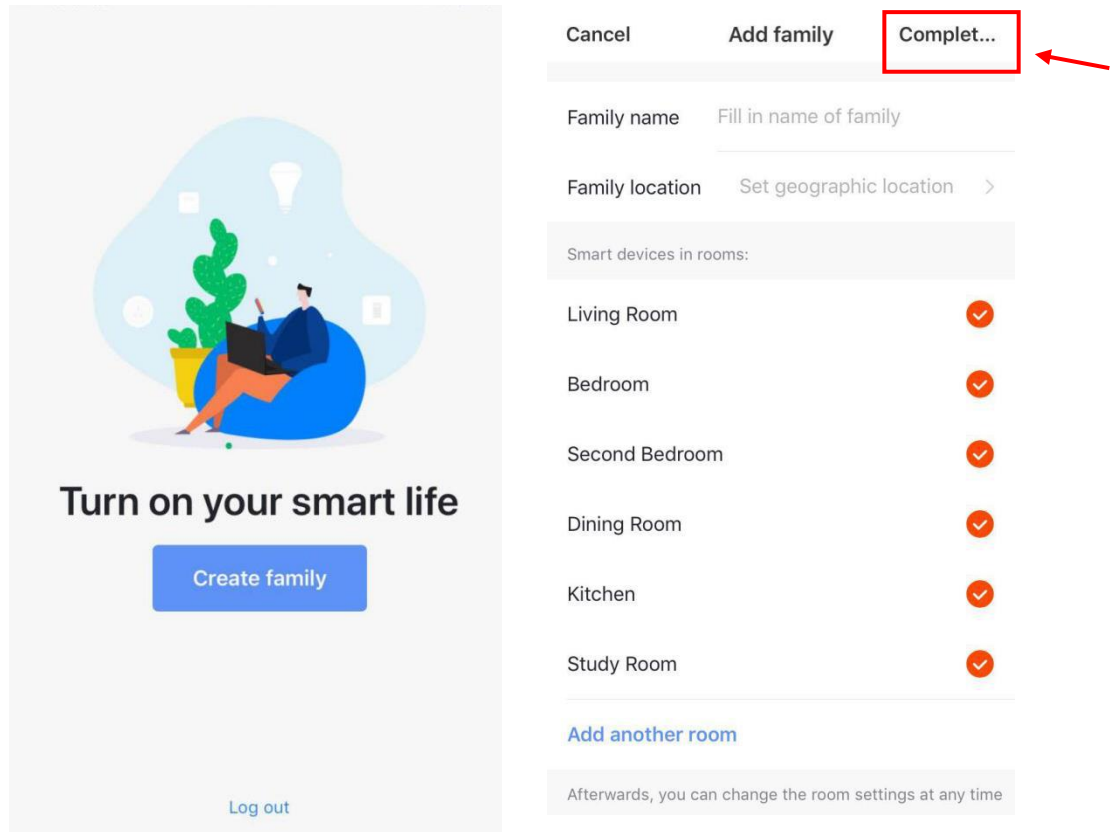 Turn on your smart life
Create family
Log out
Cancel Add family Complet...
Family name Fill in name of family
Family location Set geographic location
Smart devices in rooms:
Living Room
Bedroom
Second Bedroom
Dining Room
Kitchen
Study Room
Add another room
Afterwards, you can change the room settings at any time